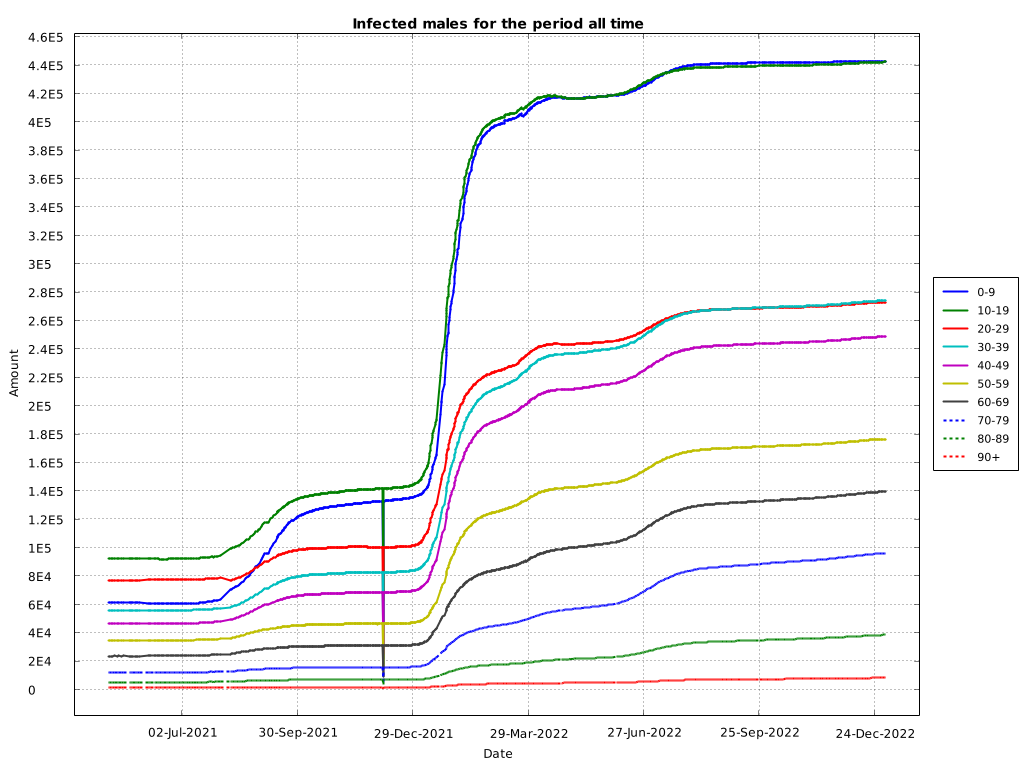 Infected males for the period all time
4.6E5
4.4E5
4.2E5
4E5
3.8E5
3.6E5
3.4E5
3.2E5
3E5
2.8E5
2.6E5
2.4E5
2.2E5
2E5
1.8E5
1.6E5
1.4E5
1.2E5
1E5
8E4
6E4
4E4
2E4
0
Amount
02-Jul-2021
30-Sep-2021
29-Dec-2021
29-Mar-2022
27-Jun-2022
25-Sep-2022
24-Dec-2022
Date
0-9
10-19
20-29
30-39
40-49
50-59
60-69
70-79
80-89
90+